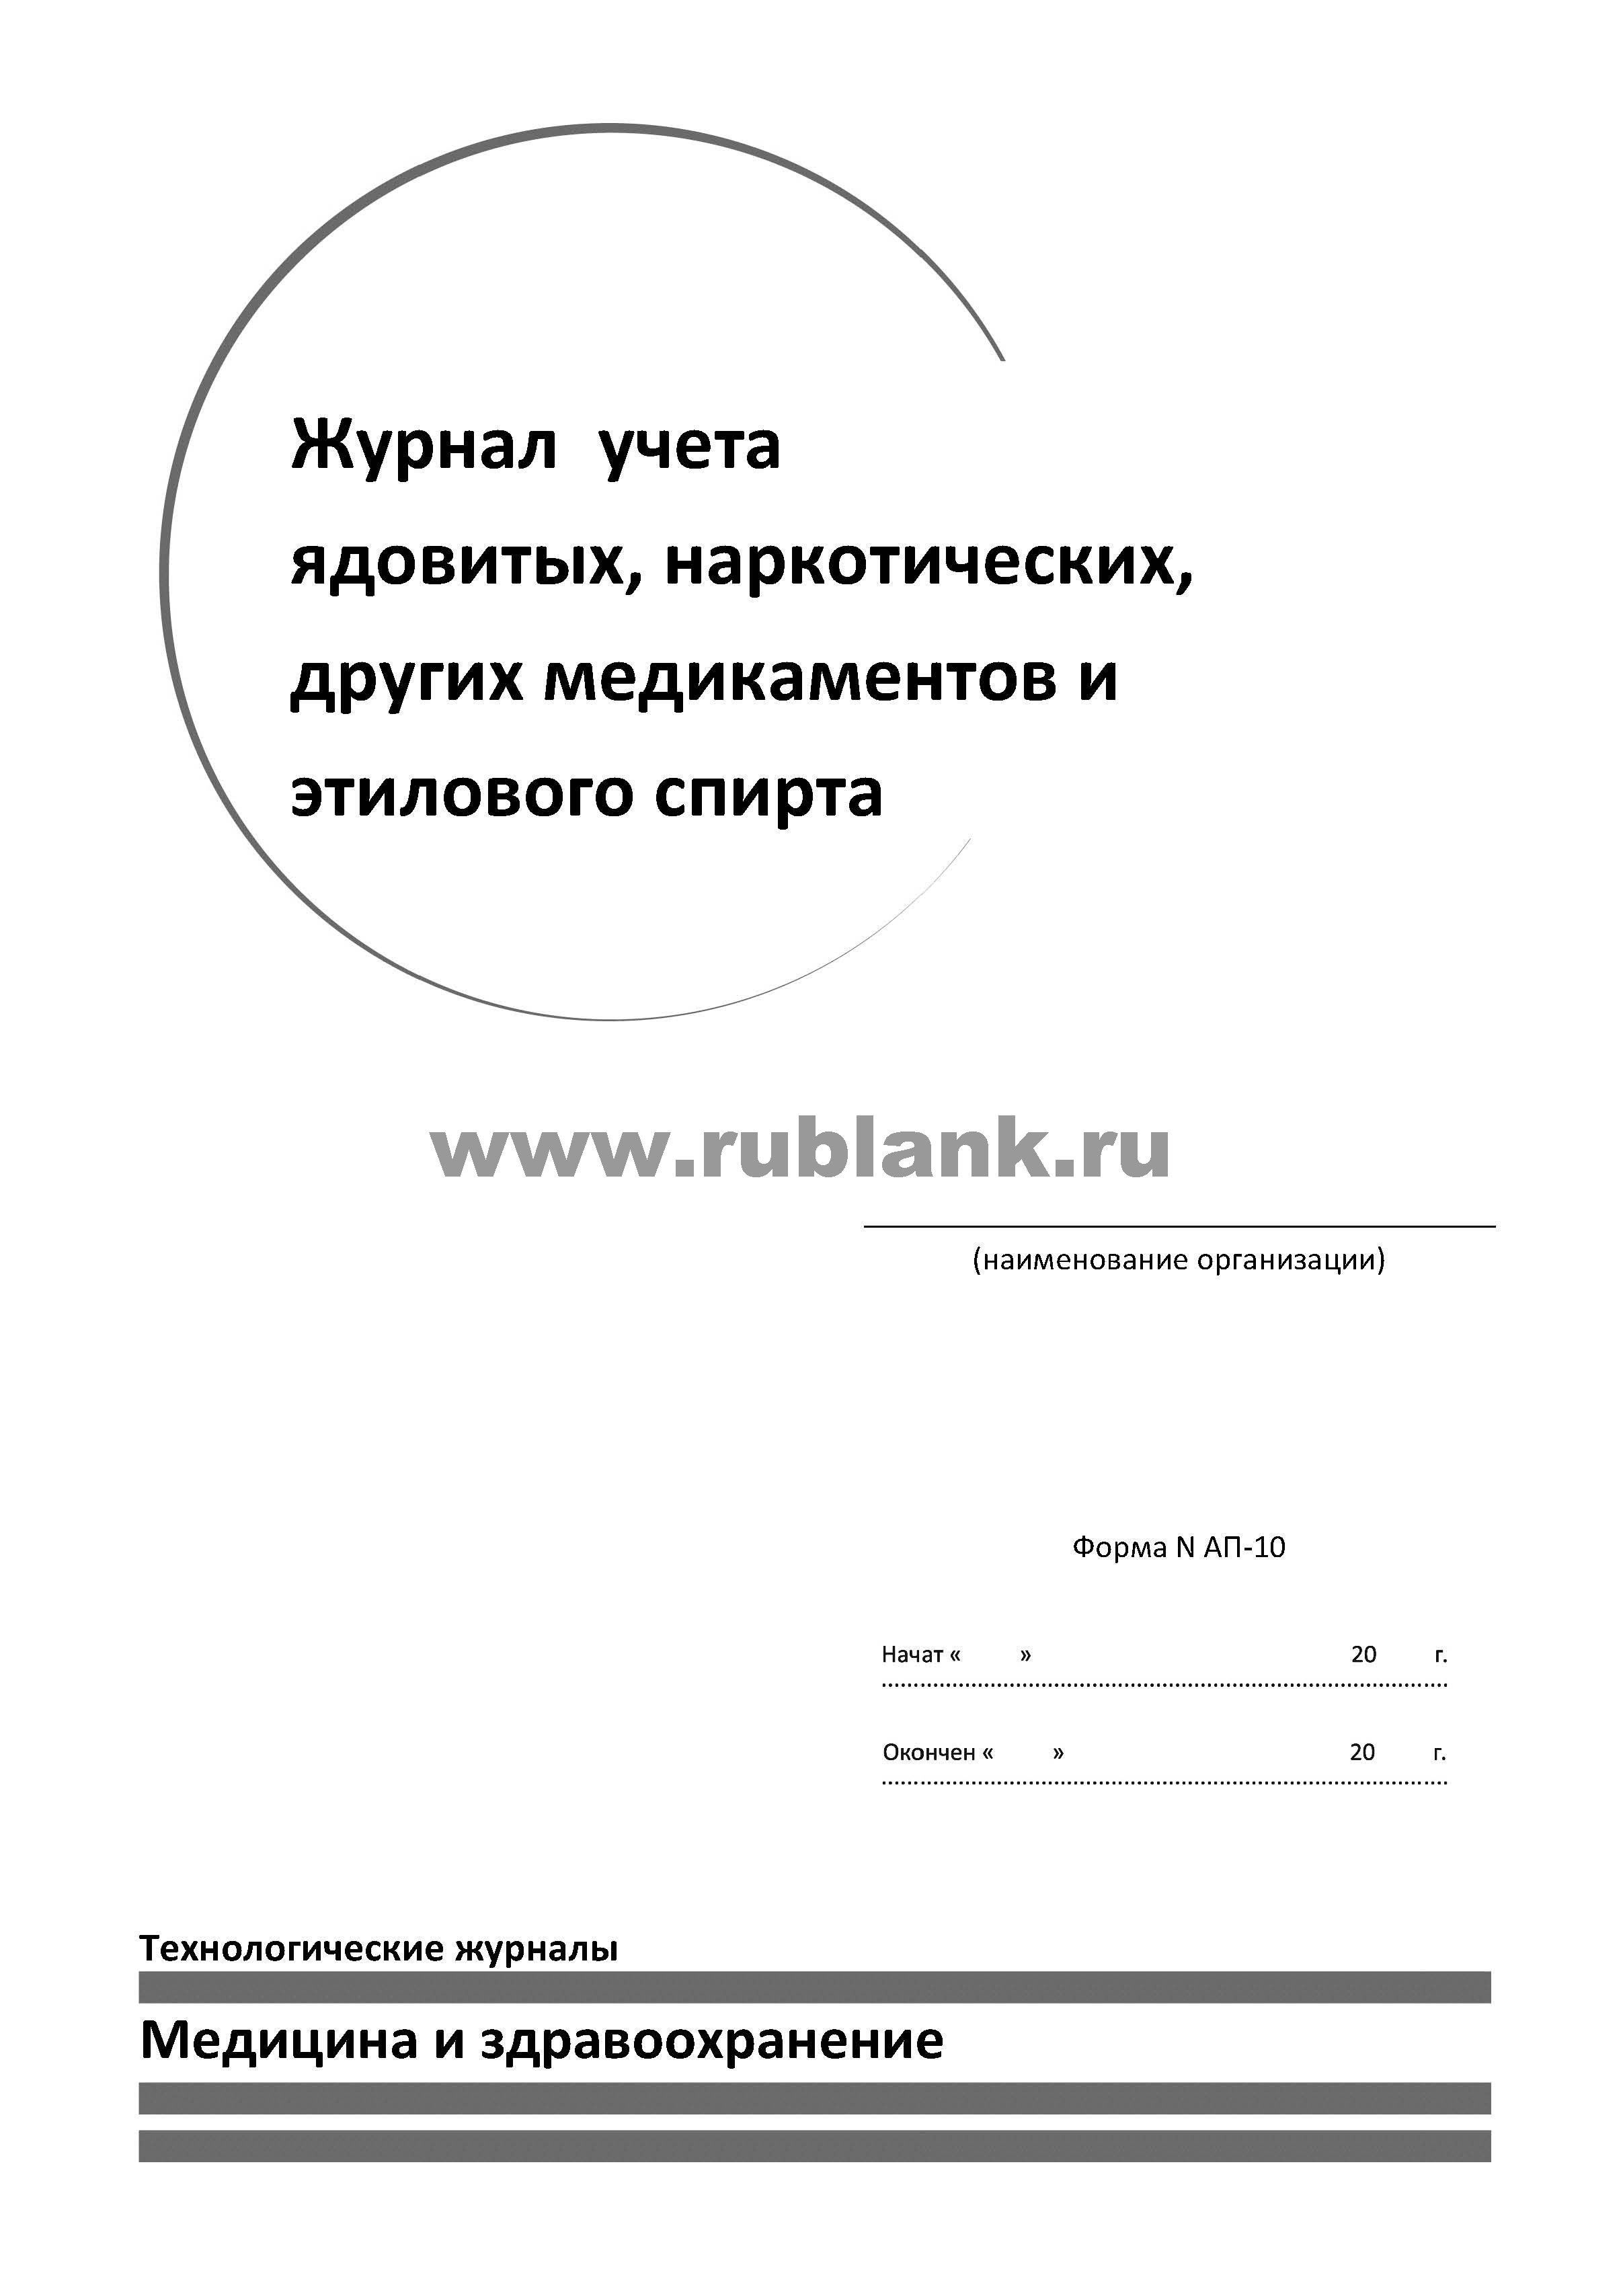 Журнал учета
ядовитых, наркотических,
других медикаментов и
этилового спирта
www.rublank.ru
(наименование организации)
Форма N АП-10
Начат « » 20 г.
Окончен « » 20 г.
Технологические журналы
Медицина и здравоохранение